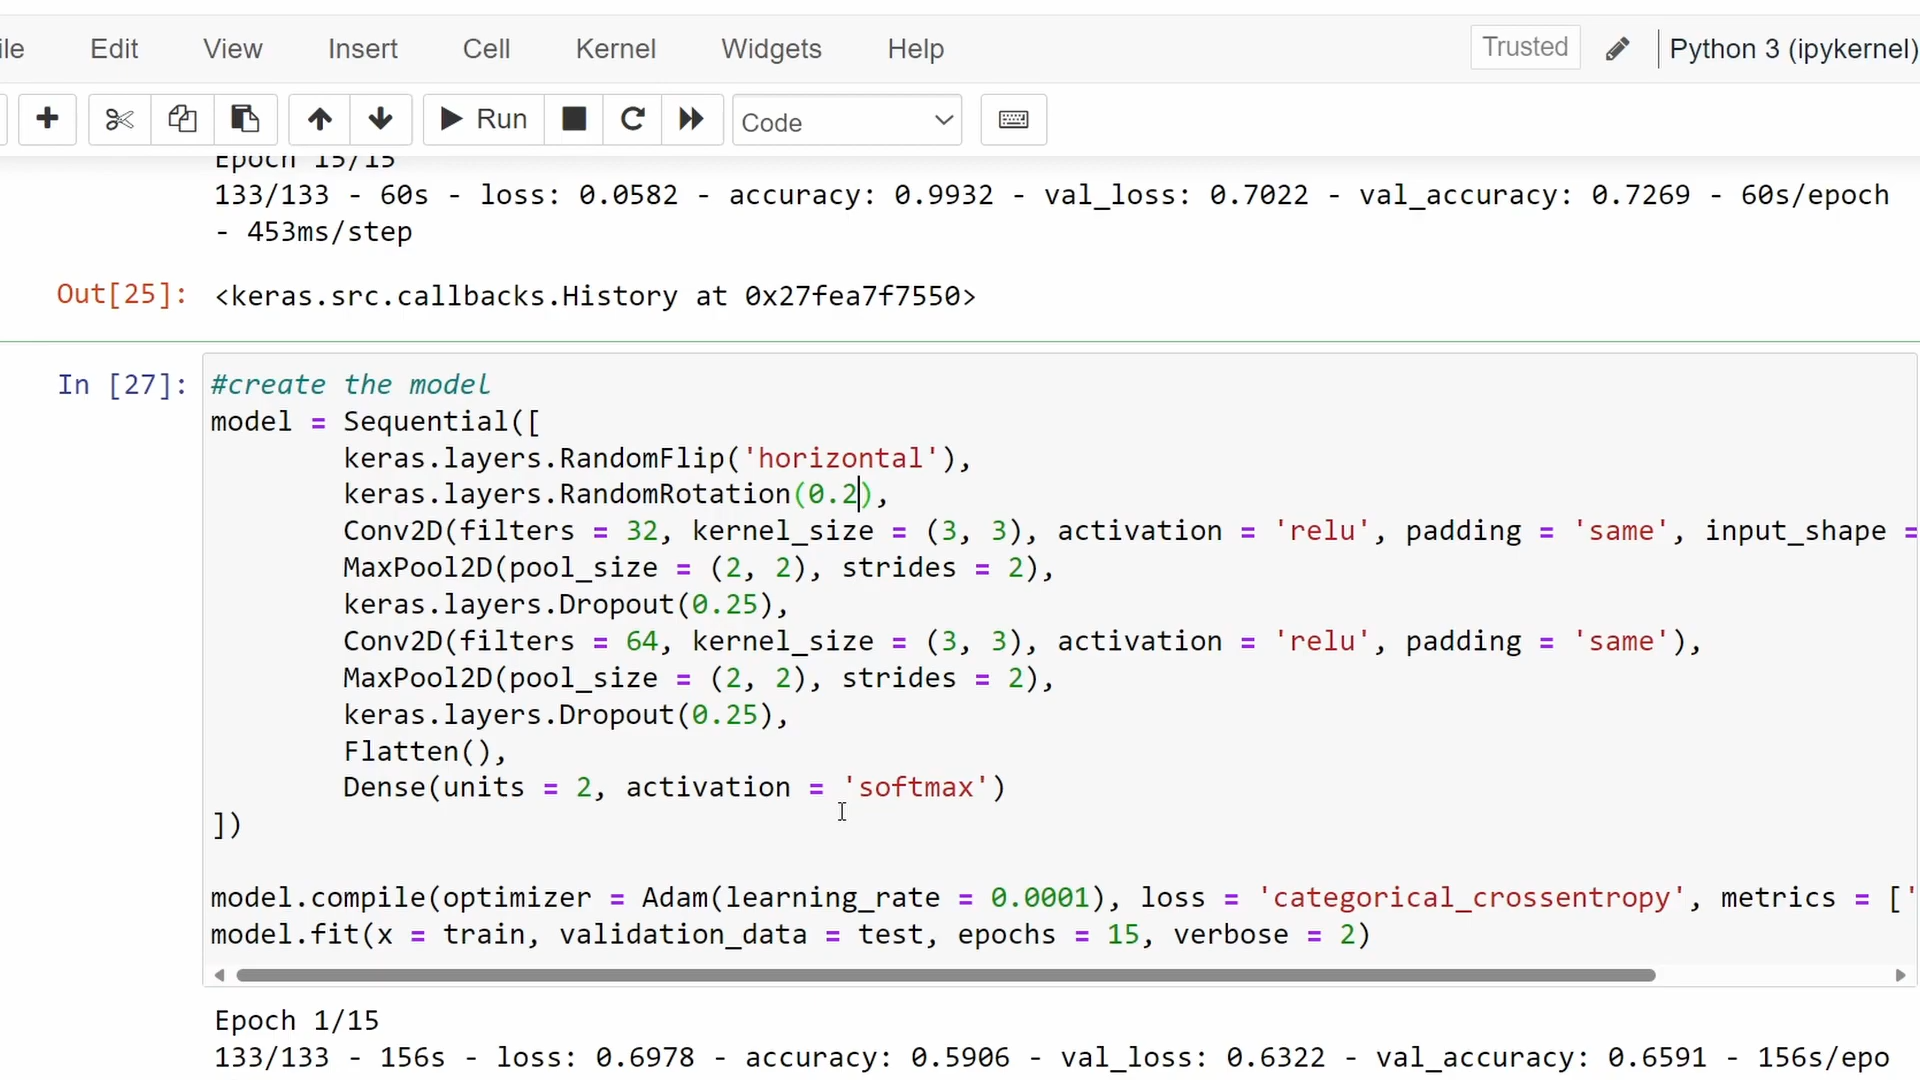 ile Edit View Insert Cell Kernel Widgets Help Trusted Python 3 (ipykernel)
Run Code
Epoch 15/15
133/133 - 60s - loss: 0.0582 - accuracy: 0.9932 - val_loss: 0.7022 - val_accuracy: 0.7269 - 60s/epoch
- 453ms/step
Out[25]: <keras.src.callbacks.History at 0x27fea7f7550>
In [27]: #create the model
model = Sequential([
keras.layers.RandomFlip('horizontal'),
keras.layers.RandomRotation(0.2),
Conv2D(filters = 32, kernel_size = (3, 3), activation = 'relu', padding = 'same', input_shape =
MaxPool2D(pool_size = (2, 2), strides = 2),
keras.layers.Dropout(0.25),
Conv2D(filters = 64, kernel_size = (3, 3), activation = 'relu', padding = 'same'),
MaxPool2D(pool_size = (2, 2), strides = 2),
keras.layers.Dropout(0.25),
Flatten(),
Dense(units = 2, activation = 'softmax')
])
model.compile(optimizer = Adam(learning_rate = 0.0001), loss = 'categorical_crossentropy', metrics = ['
model.fit(x = train, validation_data = test, epochs = 15, verbose = 2)
Epoch 1/15
133/133 - 156s - loss: 0.6978 - accuracy: 0.5906 - val_loss: 0.6322 - val_accuracy: 0.6591 - 156s/epo